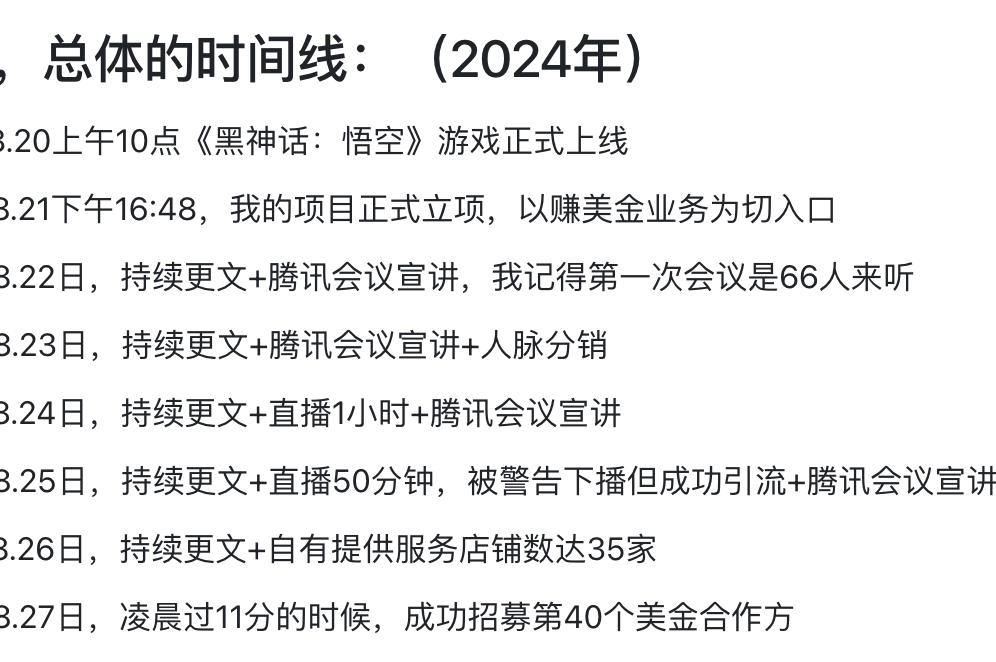 ，总体的时间线：（2024年）
8.20上午10点《黑神话：悟空》游戏正式上线
8.21下午16:48，我的项目正式立项，以赚美金业务为切入口
8.22日，持续更文+腾讯会议宣讲，我记得第一次会议是66人来听
8.23日，持续更文+腾讯会议宣讲+人脉分销
8.24日，持续更文+直播1小时+腾讯会议宣讲
8.25日，持续更文+直播50分钟，被警告下播但成功引流+腾讯会议宣讲
8.26日，持续更文+自有提供服务店铺数达35家
8.27日，凌晨过11分的时候，成功招募第40个美金合作方